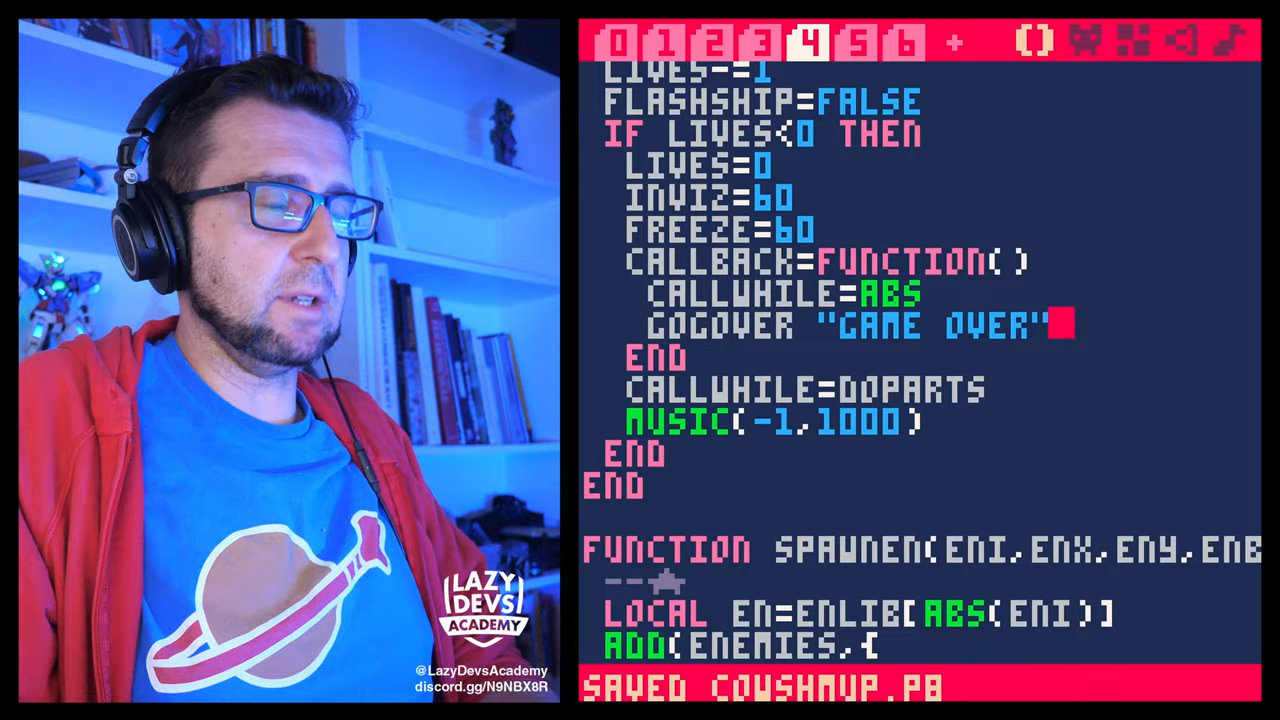 0 1 2 3 4 5 6 + ()
LIVES-=1
FLASHSHIP=FALSE
IF LIVES<0 THEN
LIVES=0
INVIZ=60
FREEZE=60
CALLBACK=FUNCTION()
CALLWHILE=ABS
GOGOVER "GAME OVER"
END
CALLWHILE=DOPARTS
MUSIC(-1,1000)
END
END
FUNCTION SPAWNEN(ENI,ENX,ENY,ENB
--
LOCAL EN=ENLIB[ABS(ENI)]
ADD(ENEMIES,{
SAVED COWSHMUP.P8
LAZY
DEVS
ACADEMY
@LazyDevsAcademy
discord.gg/N9NBX8R